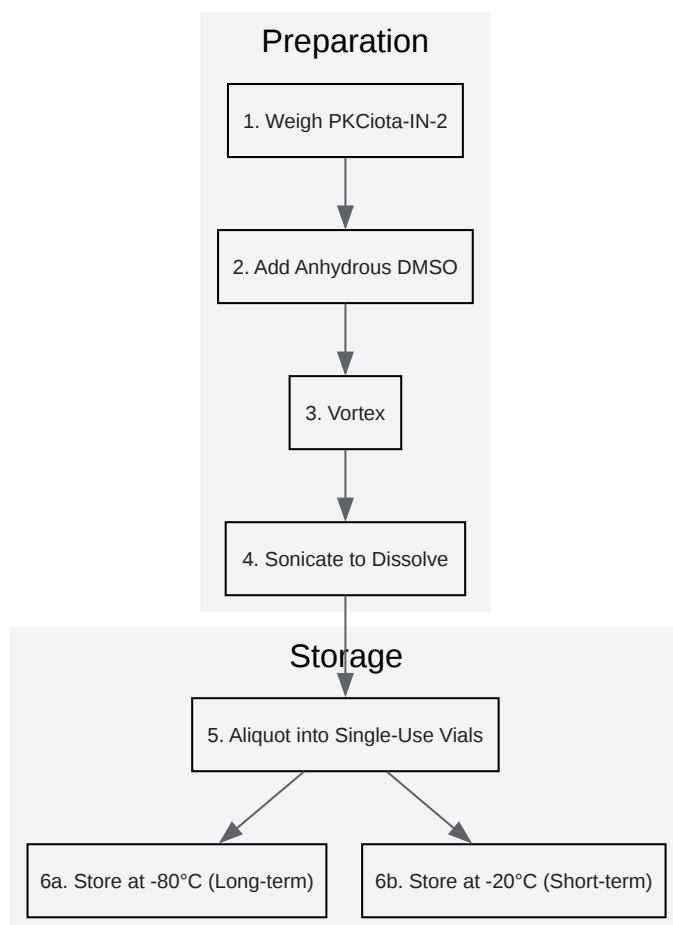 Preparation
1. Weigh PKCiota-IN-2
2. Add Anhydrous DMSO
3. Vortex
4. Sonicate to Dissolve
Storage
5. Aliquot into Single-Use Vials
6a. Store at -80°C (Long-term)
6b. Store at -20°C (Short-term)